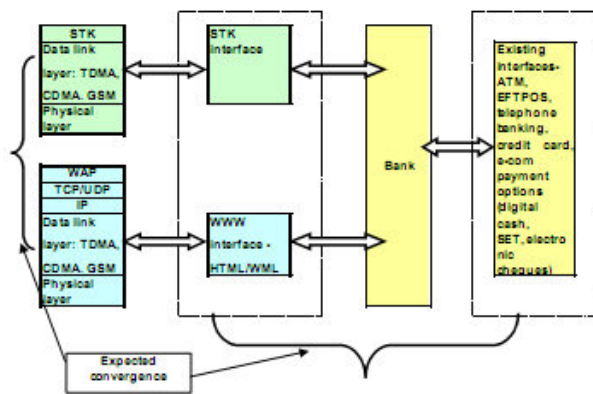 STK
Data link
layer: TDMA,
CDMA. GSM
Physical
layer
STK
interface
Existing
interfaces-
ATM,
EFTPOS,
telephone
banking,
credit card,
e-com
payment
options
(digital
cash,
SET, electro
nic
cheques)
Bank
WAP
TCP/UDP
IP
Data link
layer: TDMA,
CDMA. GSM
Physical
layer
WWW
interface -
HTML/WML
Expected
convergence